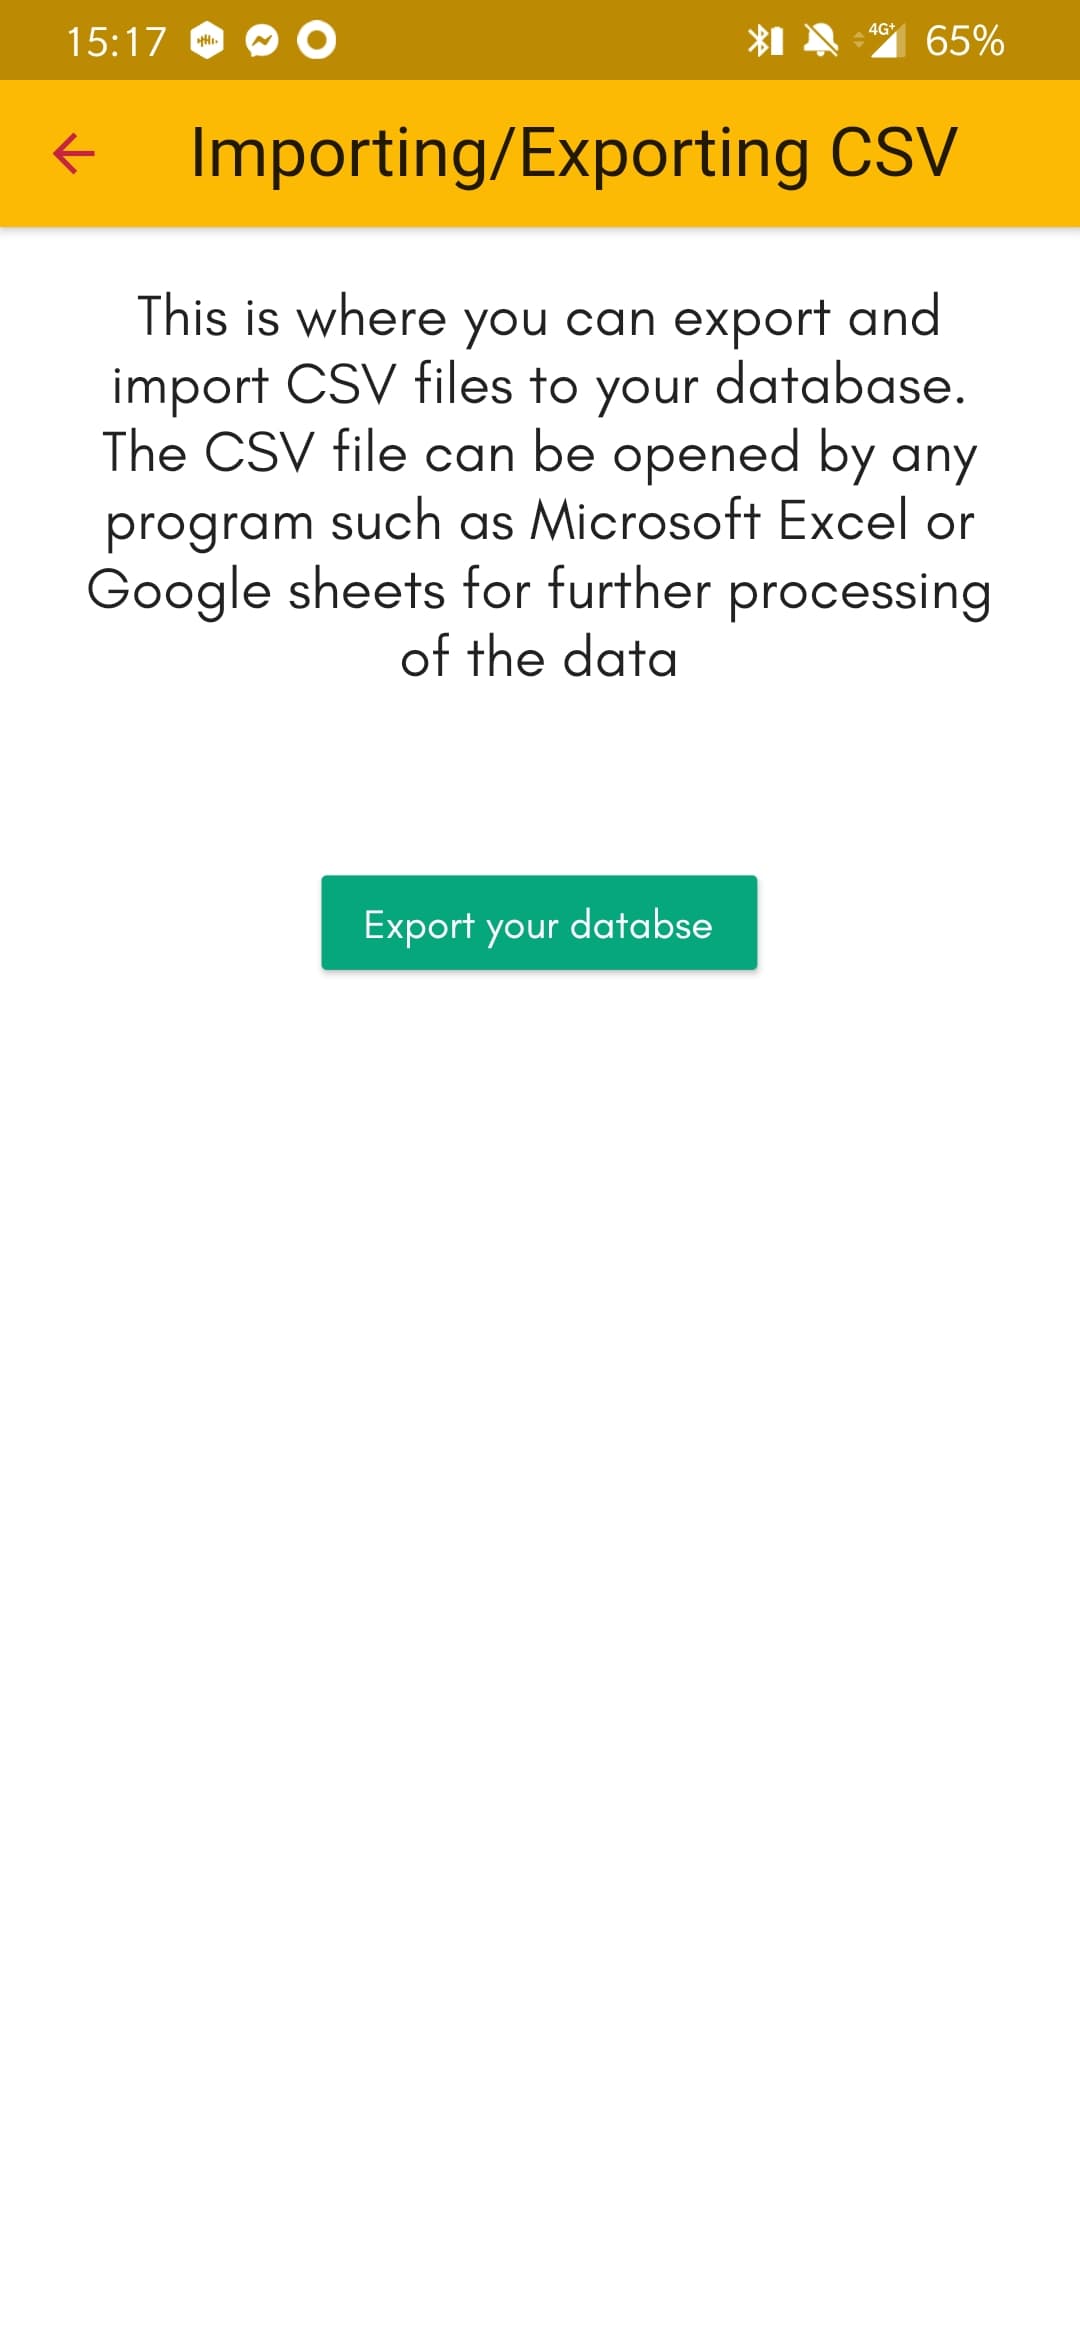 15:17
4G+ 65%
Importing/Exporting CSV
This is where you can export and
import CSV files to your database.
The CSV file can be opened by any
program such as Microsoft Excel or
Google sheets for further processing
of the data
Export your databse